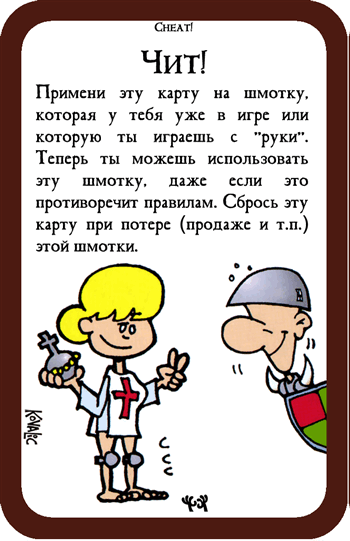 Cheat!
Чит!
Примени эту карту на шмотку,
которая у тебя уже в игре или
которую ты играешь с "руки".
Теперь ты можешь использовать
эту шмотку, даже если это
противоречит правилам. Сбрось эту
карту при потере (продаже и т.п.)
этой шмотки.
Kovalic